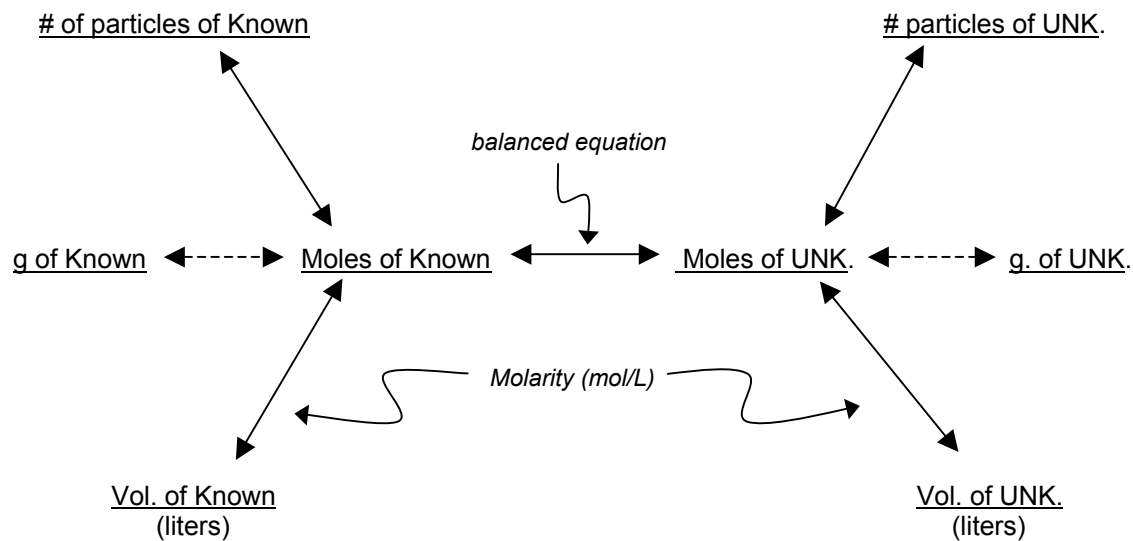 # of particles of Known # particles of UNK.
balanced equation
g of Known Moles of Known Moles of UNK. g. of UNK.
Molarity (mol/L)
Vol. of Known Vol. of UNK.
(liters) (liters)